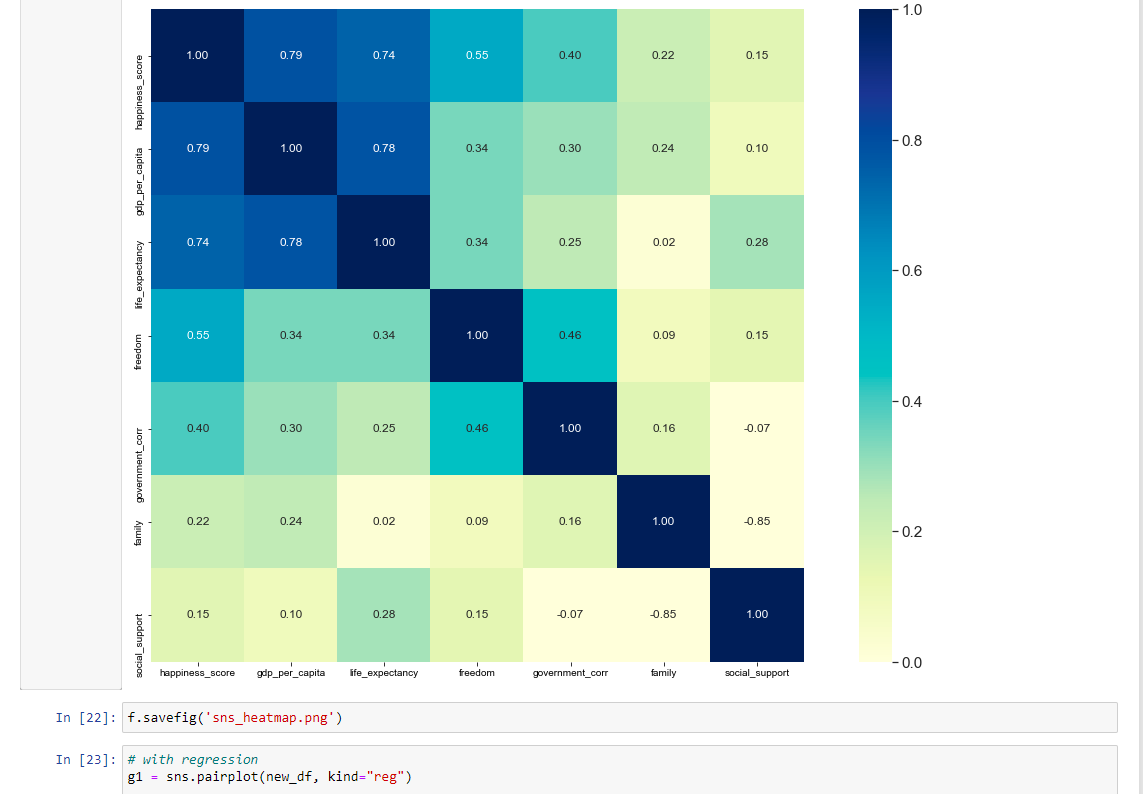 1.0
happiness_score 1.00 0.79 0.74 0.55 0.40 0.22 0.15
0.8
gdp_per_capita 0.79 1.00 0.78 0.34 0.30 0.24 0.10
life_expectancy 0.74 0.78 1.00 0.34 0.25 0.02 0.28
0.6
freedom 0.55 0.34 0.34 1.00 0.46 0.09 0.15
0.4
government_corr 0.40 0.30 0.25 0.46 1.00 0.16 -0.07
family 0.22 0.24 0.02 0.09 0.16 1.00 -0.85
0.2
social_support 0.15 0.10 0.28 0.15 -0.07 -0.85 1.00
0.0
happiness_score gdp_per_capita life_expectancy freedom government_corr family social_support
In [22]: f.savefig('sns_heatmap.png')
In [23]: # with regression
g1 = sns.pairplot(new_df, kind="reg")